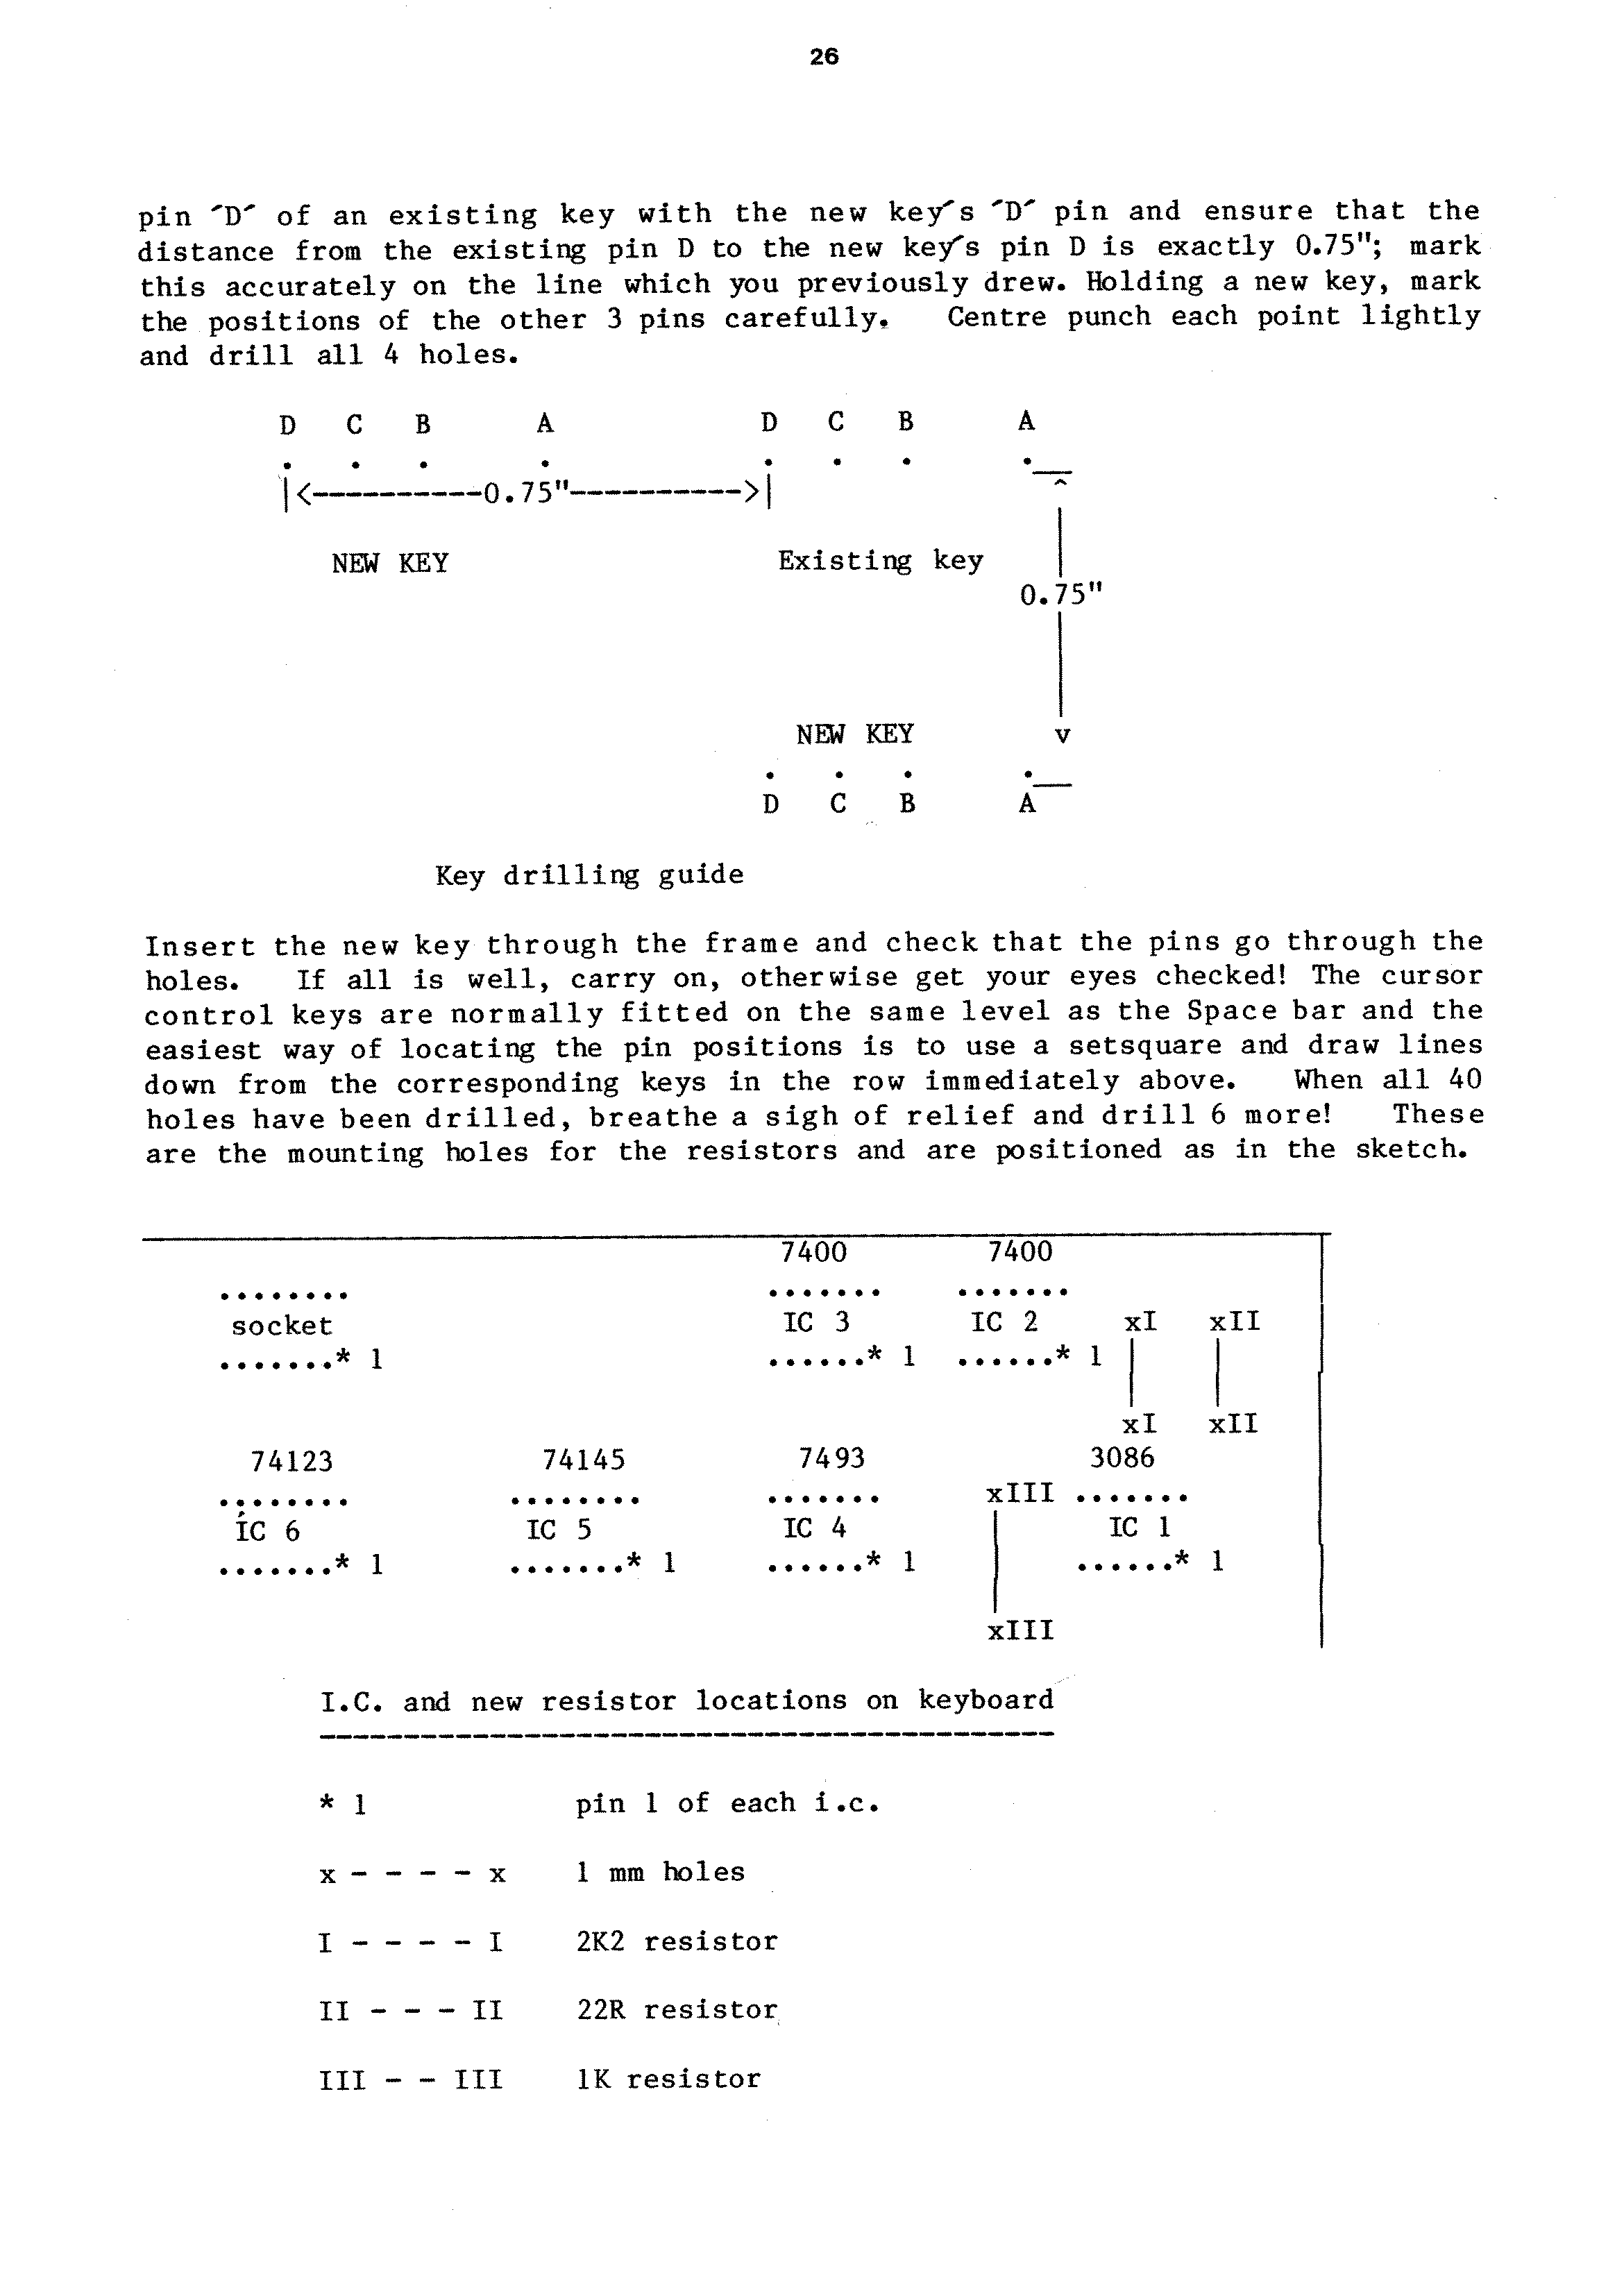 26
pin ´D´ of an existing key with the new key´s ´D´ pin and ensure that the
distance from the existing pin D to the new key´s pin D is exactly 0.75"; mark
this accurately on the line which you previously drew. Holding a new key, mark
the positions of the other 3 pins carefully. Centre punch each point lightly
and drill all 4 holes.
D C B A D C B A
. . . . . . . .__
|<----------0.75"---------->| ^
NEW KEY Existing key |
0.75"
|
NEW KEY v
. . . .__
D C B A
Key drilling guide
Insert the new key through the frame and check that the pins go through the
holes. If all is well, carry on, otherwise get your eyes checked! The cursor
control keys are normally fitted on the same level as the Space bar and the
easiest way of locating the pin positions is to use a setsquare and draw lines
down from the corresponding keys in the row immediately above. When all 40
holes have been drilled, breathe a sigh of relief and drill 6 more! These
are the mounting holes for the resistors and are positioned as in the sketch.
7400 7400
........ ....... .......
socket IC 3 IC 2 xI xII
.......* 1 ......* 1 ......* 1
xI xII
74123 74145 7493 3086
........ ........ ....... xIII .......
IC 6 IC 5 IC 4 IC 1
.......* 1 .......* 1 ......* 1 ......* 1
xIII
I.C. and new resistor locations on keyboard
-------------------------------------------
* 1 pin 1 of each i.c.
x - - - - x 1 mm holes
I - - - - I 2K2 resistor
II - - - II 22R resistor
III - - III 1K resistor